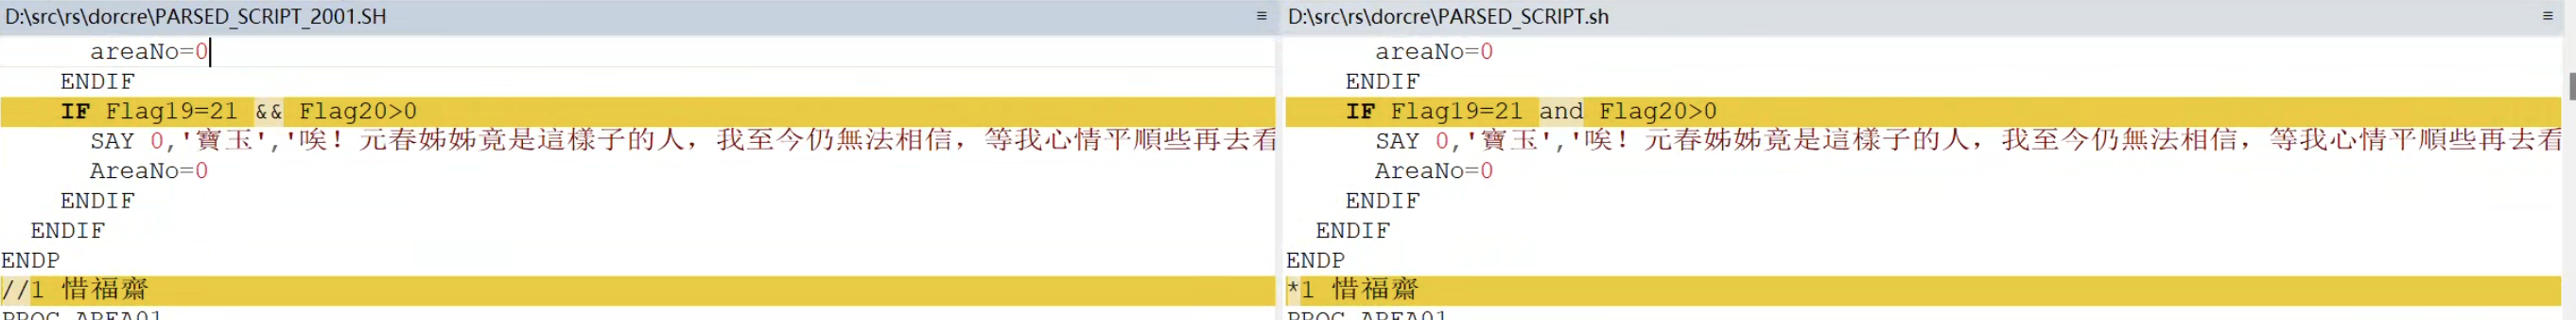 D:\src\rs\dorcre\PARSED_SCRIPT_2001.SH
areaNo=0
ENDIF
IF Flag19=21 && Flag20>0
SAY 0,'寶玉','唉！元春姊姊竟是這樣子的人，我至今仍無法相信，等我心情平順些再去看
AreaNo=0
ENDIF
ENDIF
ENDP
//1 惜福齋
PROC AREA01
D:\src\rs\dorcre\PARSED_SCRIPT.sh
areaNo=0
ENDIF
IF Flag19=21 and Flag20>0
SAY 0,'寶玉','唉！元春姊姊竟是這樣子的人，我至今仍無法相信，等我心情平順些再去看
AreaNo=0
ENDIF
ENDIF
ENDP
*1 惜福齋
PROC AREA01